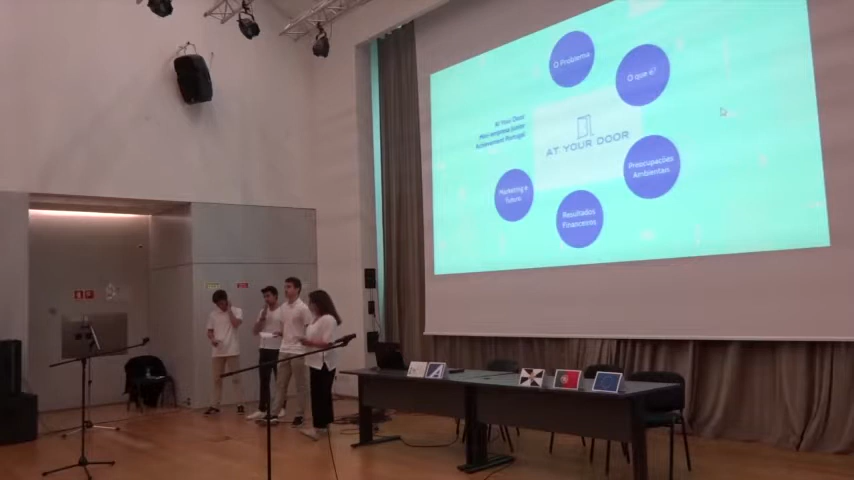 O Problema
O que é?
At Your Door
Mini-empresa Junior
Achievement Portugal
AT YOUR DOOR
Preocupações
Ambientais
Marketing e
Futuro
Resultados
Financeiros